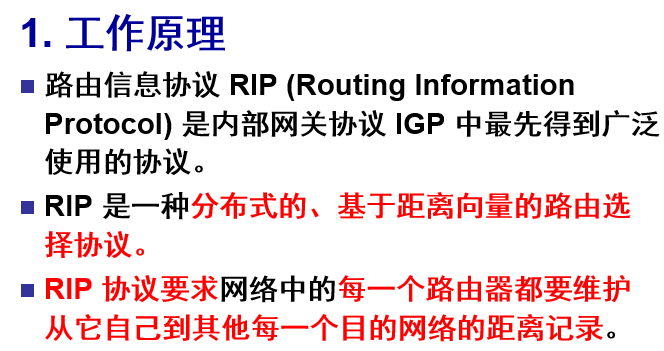 1. 工作原理
路由信息协议 RIP (Routing Information
Protocol) 是内部网关协议 IGP 中最先得到广泛
使用的协议。
RIP 是一种分布式的、基于距离向量的路由选
择协议。
RIP 协议要求网络中的每一个路由器都要维护
从它自己到其他每一个目的网络的距离记录。